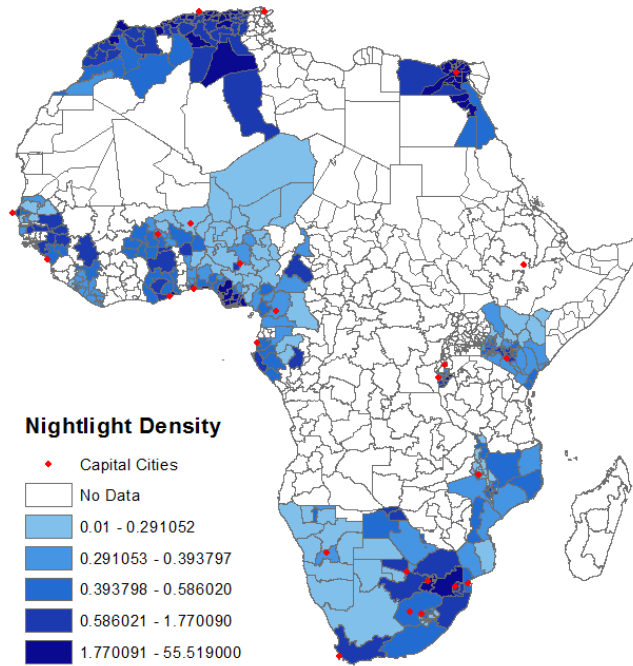 Nightlight Density
Capital Cities
No Data
0.01 - 0.291052
0.291053 - 0.393797
0.393798 - 0.586020
0.586021 - 1.770090
1.770091 - 55.519000